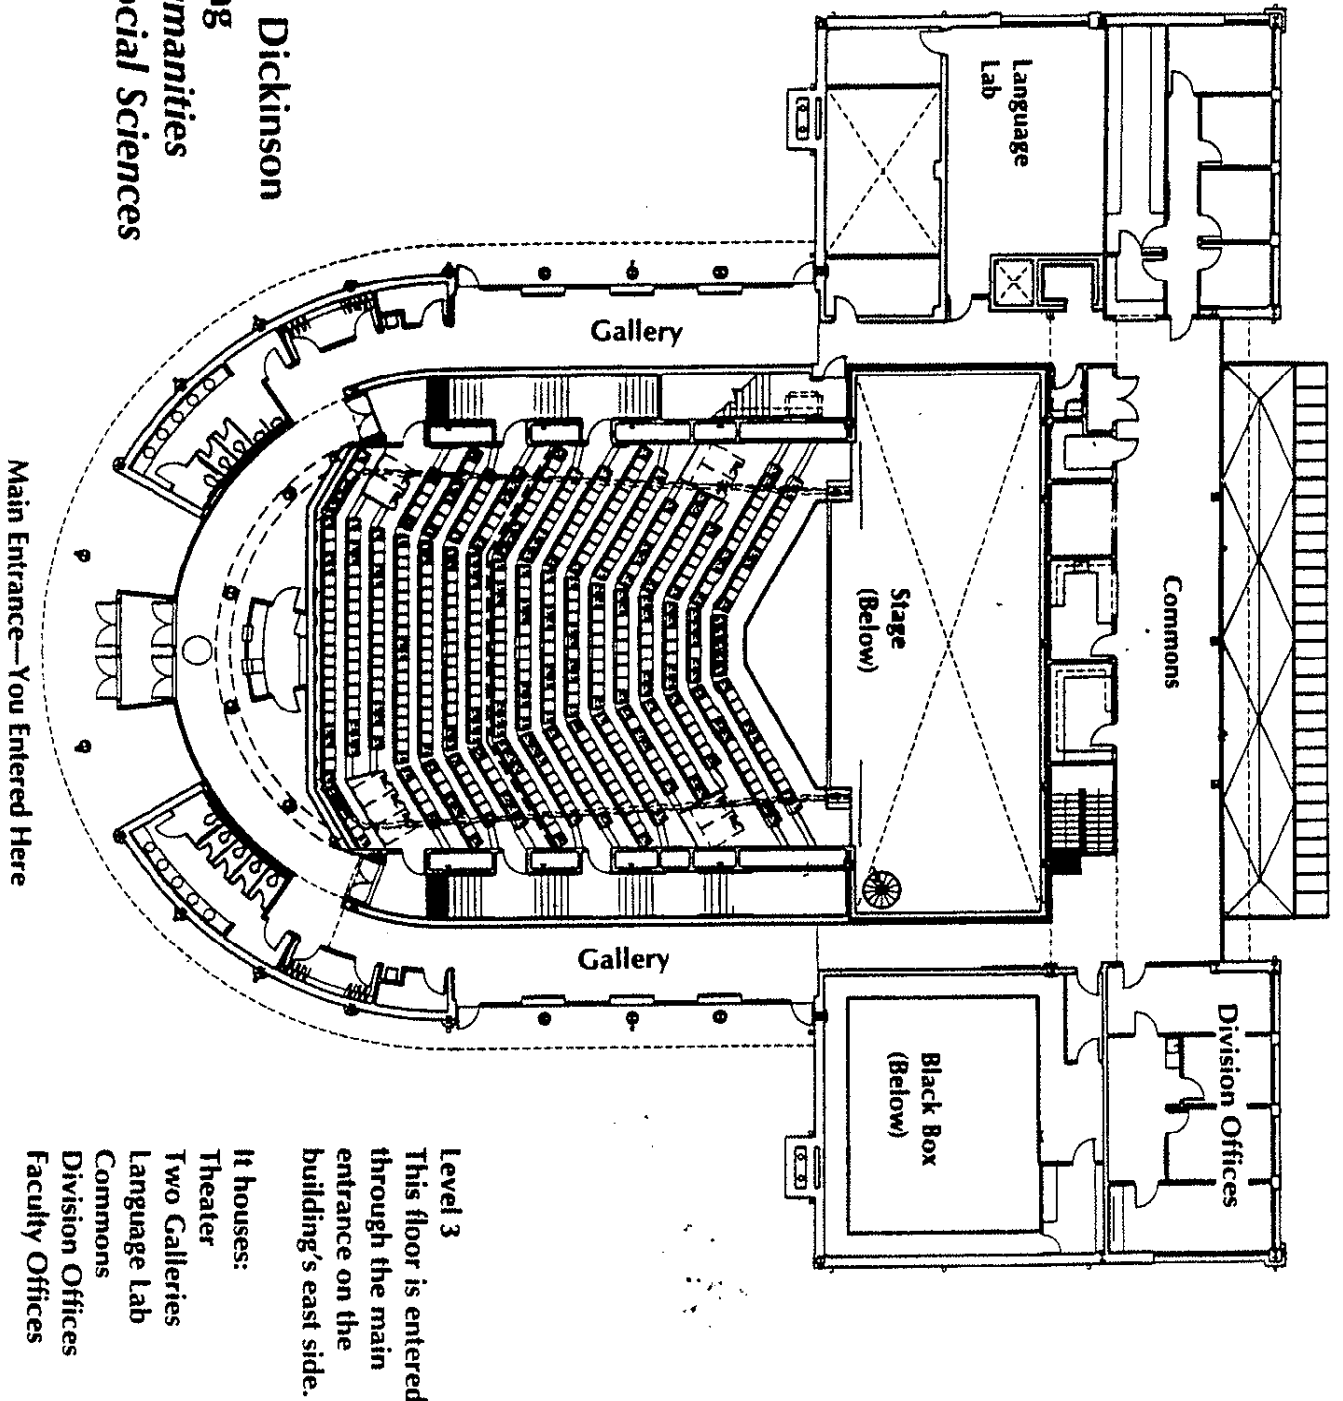 Dickinson
ng
manities
ocial Sciences
Language
Lab
Gallery
Commons
Stage
(Below)
Gallery
Division Offices
Black Box
(Below)
Main Entrance—You Entered Here
Level 3
This floor is entered
through the main
entrance on the
building's east side.
It houses:
Theater
Two Galleries
Language Lab
Commons
Division Offices
Faculty Offices